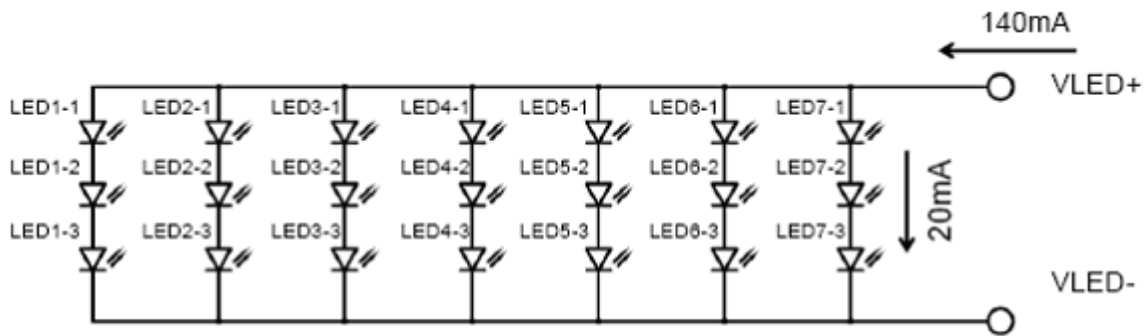 140mA
VLED+
LED1-1 LED2-1 LED3-1 LED4-1 LED5-1 LED6-1 LED7-1
LED1-2 LED2-2 LED3-2 LED4-2 LED5-2 LED6-2 LED7-2
20mA
LED1-3 LED2-3 LED3-3 LED4-3 LED5-3 LED6-3 LED7-3
VLED-